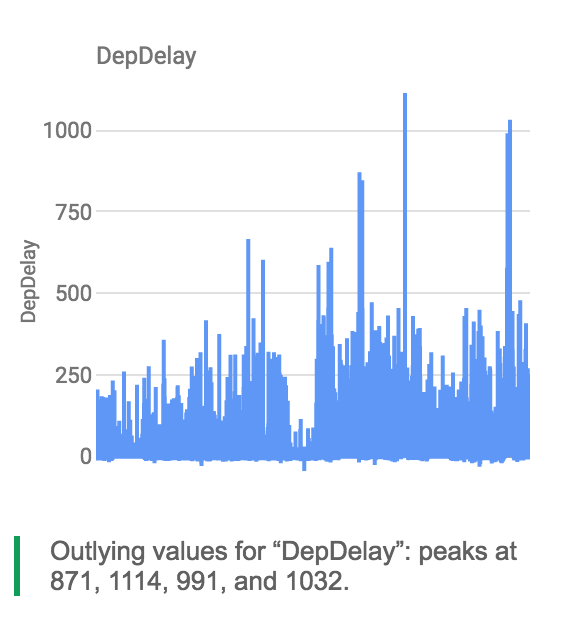 DepDelay
1000
750
500
250
0
DepDelay
Outlying values for “DepDelay”: peaks at
871, 1114, 991, and 1032.